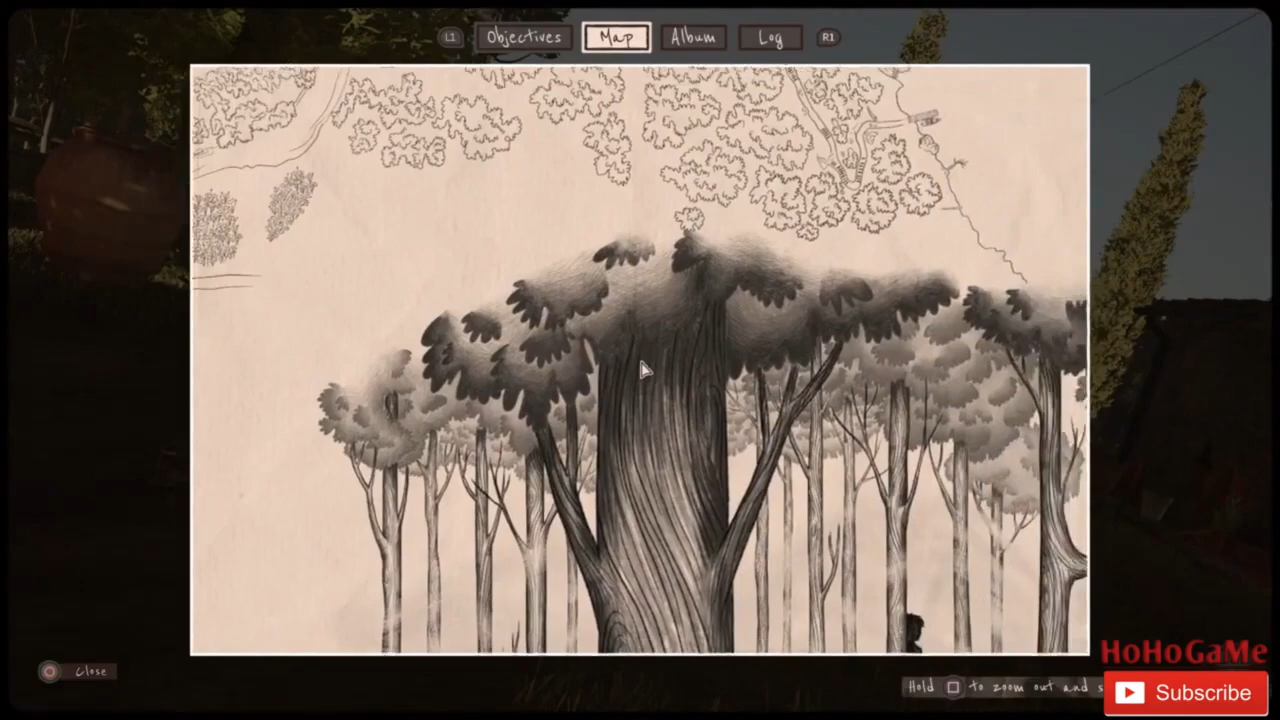 L1 Objectives Map Album Log R1
Close
Hold to zoom out and s
HoHoGaMe
Subscribe